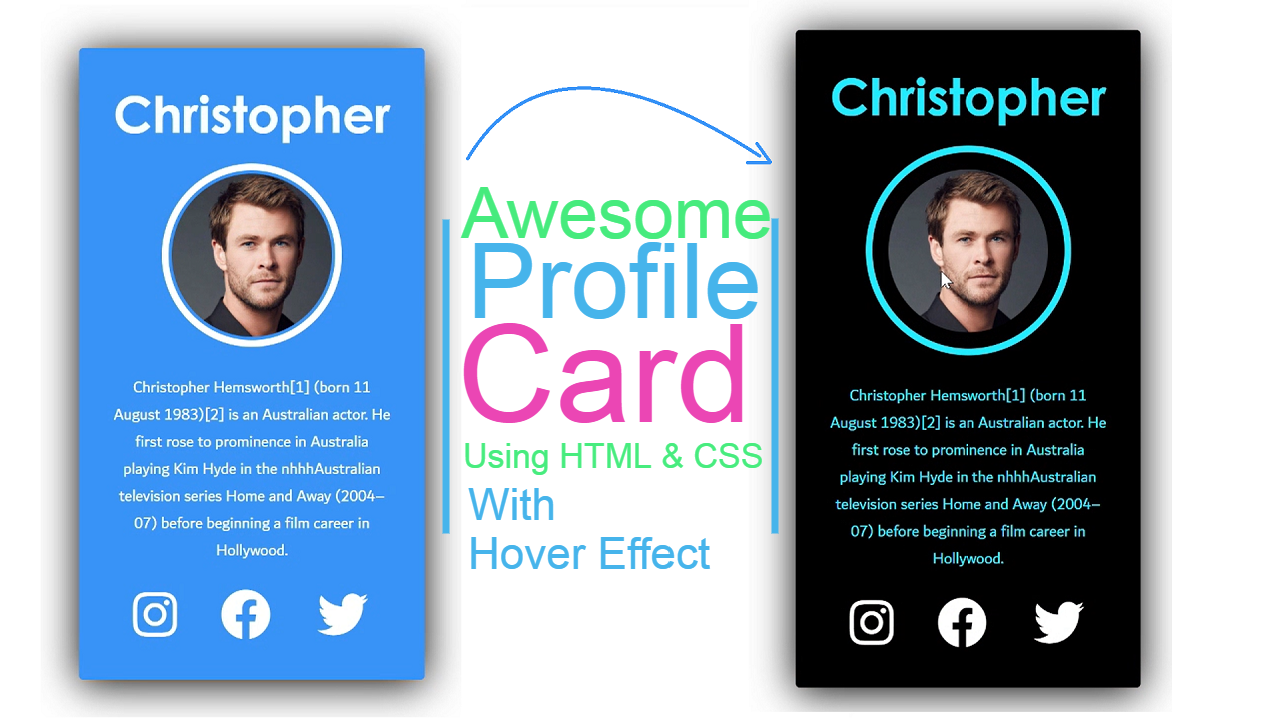 Christopher
Christopher Hemsworth[1] (born 11
August 1983)[2] is an Australian actor. He
first rose to prominence in Australia
playing Kim Hyde in the nhhhAustralian
television series Home and Away (2004–
07) before beginning a film career in
Hollywood.
Awesome
Profile
Card
Using HTML & CSS
With
Hover Effect
Christopher
Christopher Hemsworth[1] (born 11
August 1983)[2] is an Australian actor. He
first rose to prominence in Australia
playing Kim Hyde in the nhhhAustralian
television series Home and Away (2004–
07) before beginning a film career in
Hollywood.